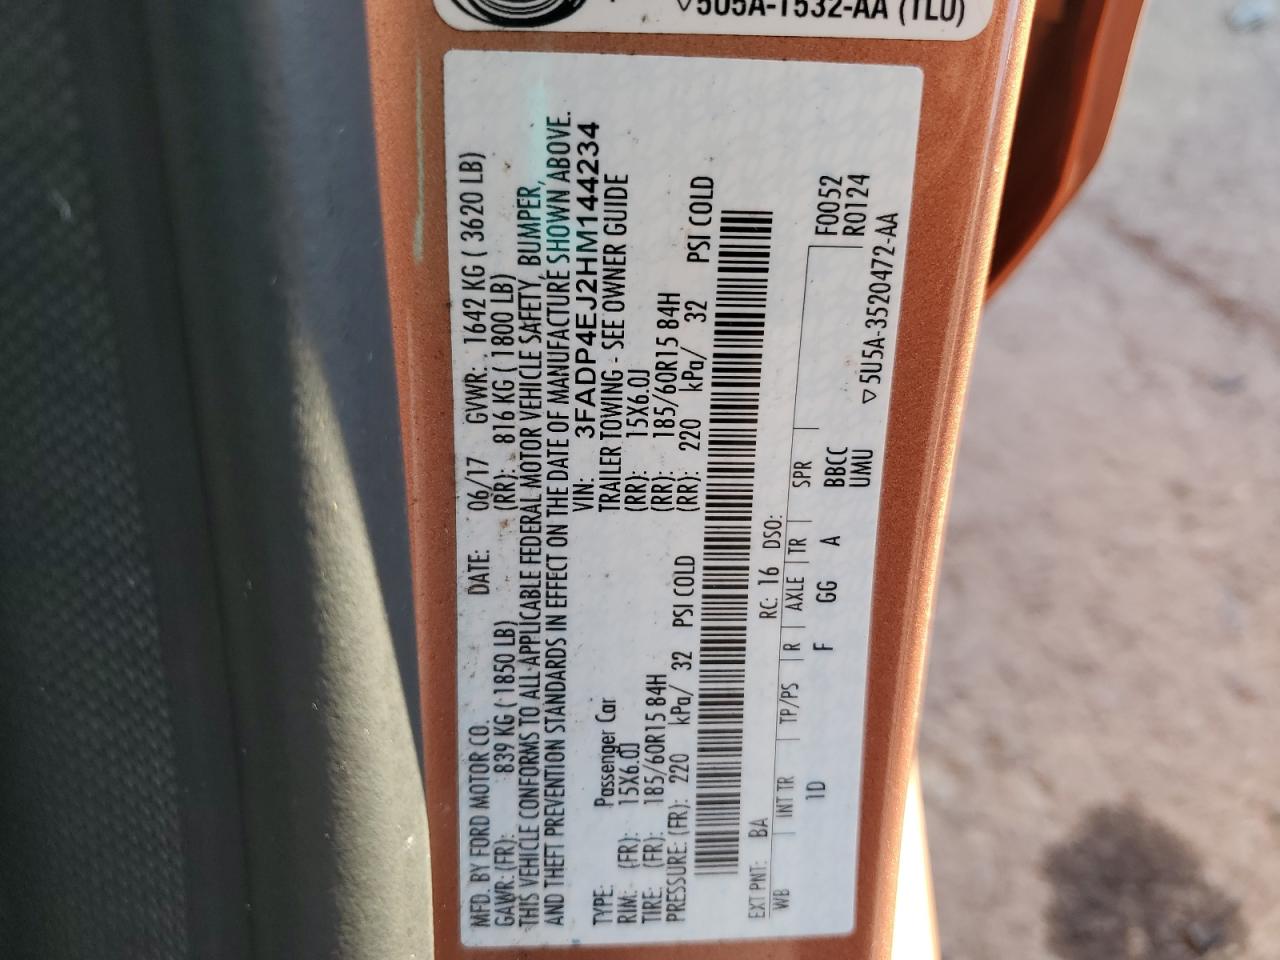 5U5A-1532-AA (TL0)
MFD. BY FORD MOTOR CO. DATE: 06/17 GVWR: 1642 KG ( 3620 LB)
GAWR: (FR): 839 KG ( 1850 LB) (RR): 816 KG ( 1800 LB)
THIS VEHICLE CONFORMS TO ALL APPLICABLE FEDERAL MOTOR VEHICLE SAFETY, BUMPER,
AND THEFT PREVENTION STANDARDS IN EFFECT ON THE DATE OF MANUFACTURE SHOWN ABOVE.
VIN: 3FADP4EJ2HM144234
TYPE: Passenger Car TRAILER TOWING - SEE OWNER GUIDE
RIM: (FR): 15X6.0J (RR): 15X6.0J
TIRE: (FR): 185/60R15 84H (RR): 185/60R15 84H
PRESSURE: (FR): 220 kPa/ 32 PSI COLD (RR): 220 kPa/ 32 PSI COLD
EXT PNT: BA RC: 16 DSO:
WB | INT TR | TP/PS | R | AXLE | TR | SPR F0052
1D F GG A BBCC R0124
UMU
▽5U5A-3520472-AA